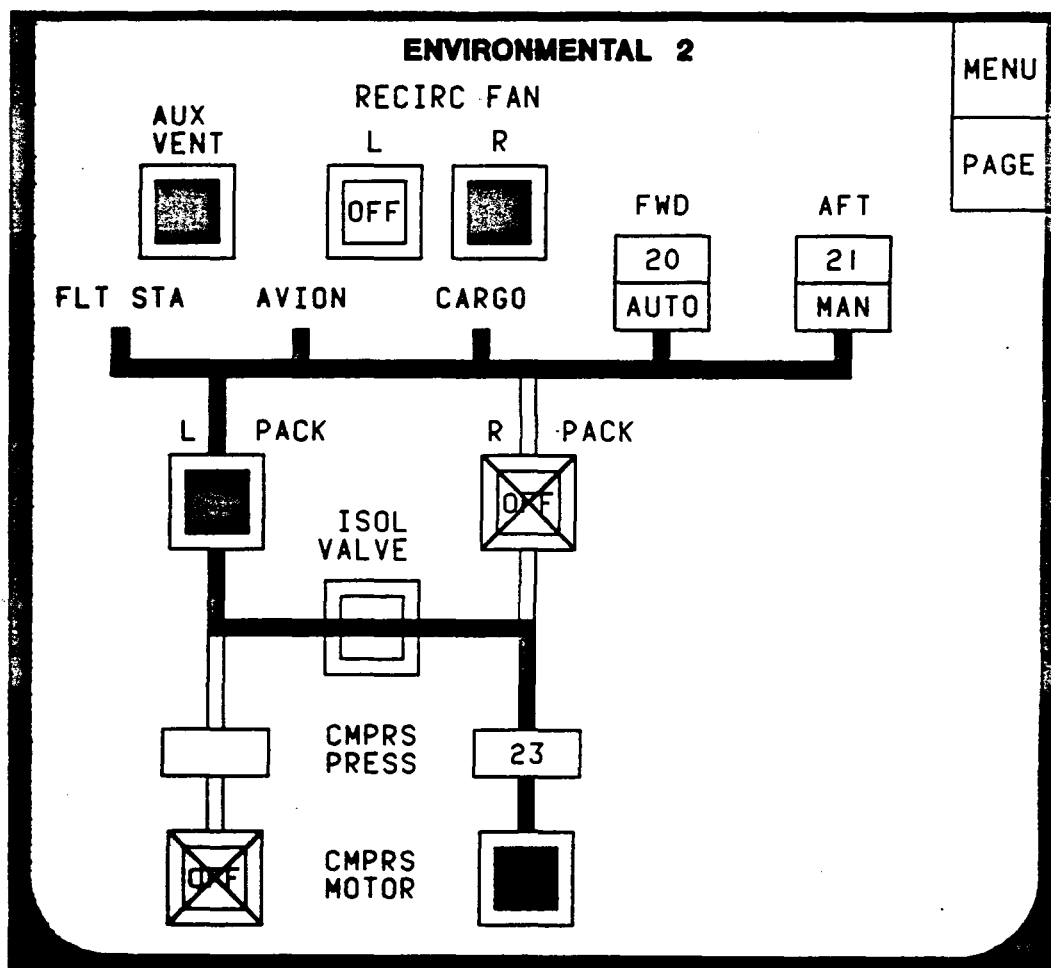 ENVIRONMENTAL 2
MENU
PAGE
RECIRC FAN
AUX
VENT
L
R
OFF
FWD
AFT
20
21
AUTO
MAN
FLT STA
AVION
CARGO
L PACK
R PACK
OFF
ISOL
VALVE
CMPRS
PRESS
23
OFF
CMPRS
MOTOR